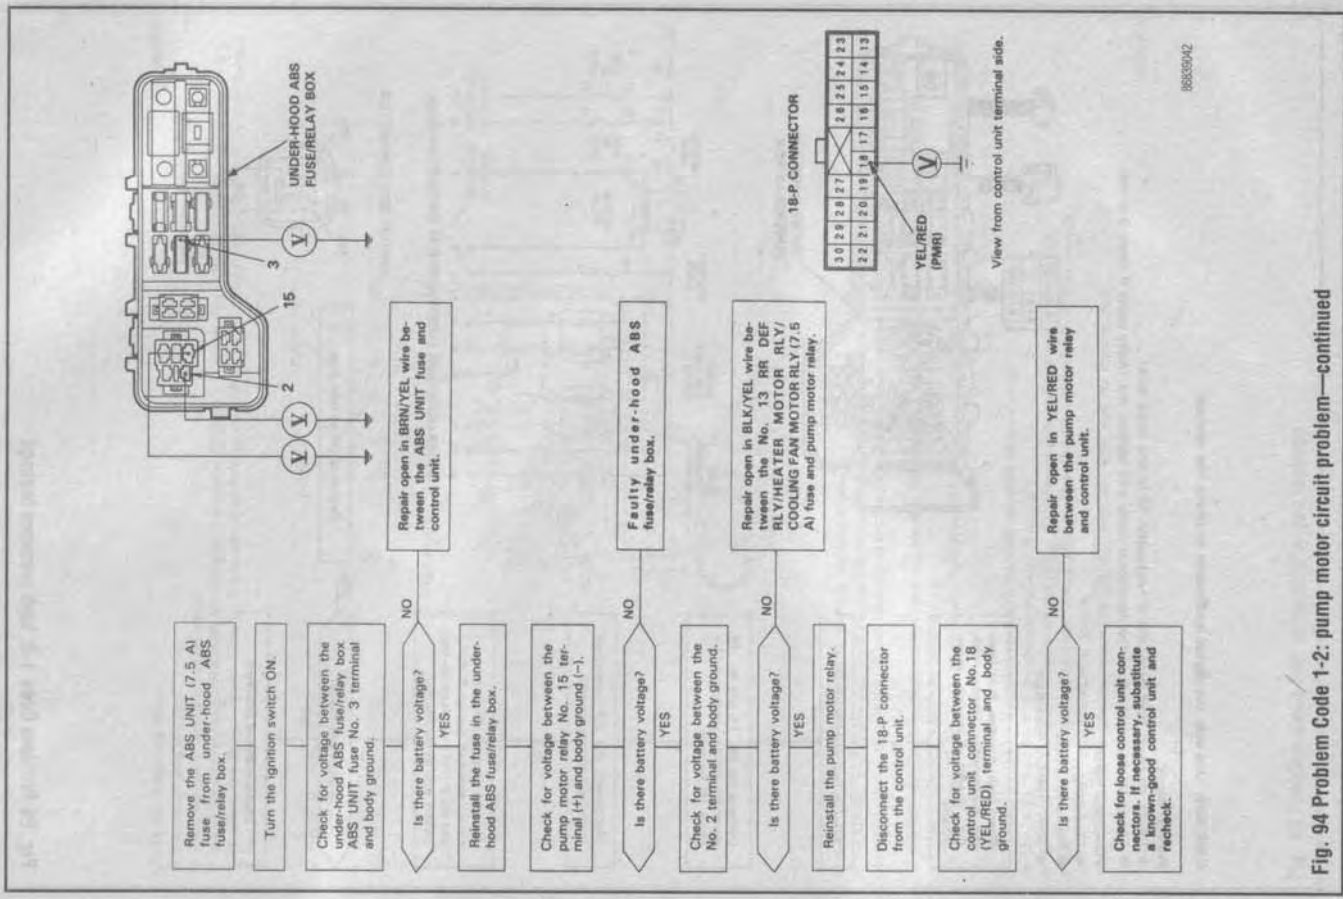 Remove the ABS UNIT (7.5 A)
fuse from under-hood ABS
fuse/relay box.
Turn the ignition switch ON.
Check for voltage between the
under-hood ABS fuse/relay box
ABS UNIT fuse No. 3 terminal
and body ground.
Is there battery voltage?
NO
Repair open in BRN/YEL wire be-
tween the ABS UNIT fuse and
control unit.
YES
Reinstall the fuse in the under-
hood ABS fuse/relay box.
Check for voltage between the
pump motor relay No. 15 ter-
minal (+) and body ground (–).
Is there battery voltage?
NO
Faulty under-hood ABS
fuse/relay box.
YES
Check for voltage between the
No. 2 terminal and body ground.
Is there battery voltage?
NO
Repair open in BLK/YEL wire be-
tween the No. 13 RR DEF
RLY/HEATER MOTOR RLY/
COOLING FAN MOTOR RLY (7.5
A) fuse and pump motor relay.
YES
Reinstall the pump motor relay.
Disconnect the 18-P connector
from the control unit.
Check for voltage between the
control unit connector No.18
(YEL/RED) terminal and body
ground.
Is there battery voltage?
NO
Repair open in YEL/RED wire
between the pump motor relay
and control unit.
YES
Check for loose control unit con-
nectors. If necessary, substitute
a known-good control unit and
recheck.
2
15
3
V
V
V
UNDER-HOOD ABS
FUSE/RELAY BOX
18-P CONNECTOR
30 29 28 27 26 25 24 23
22 21 20 19 18 17 16 15 14 13
YEL/RED
(PMR)
V
View from control unit terminal side.
86839042
Fig. 94 Problem Code 1-2: pump motor circuit problem—continued